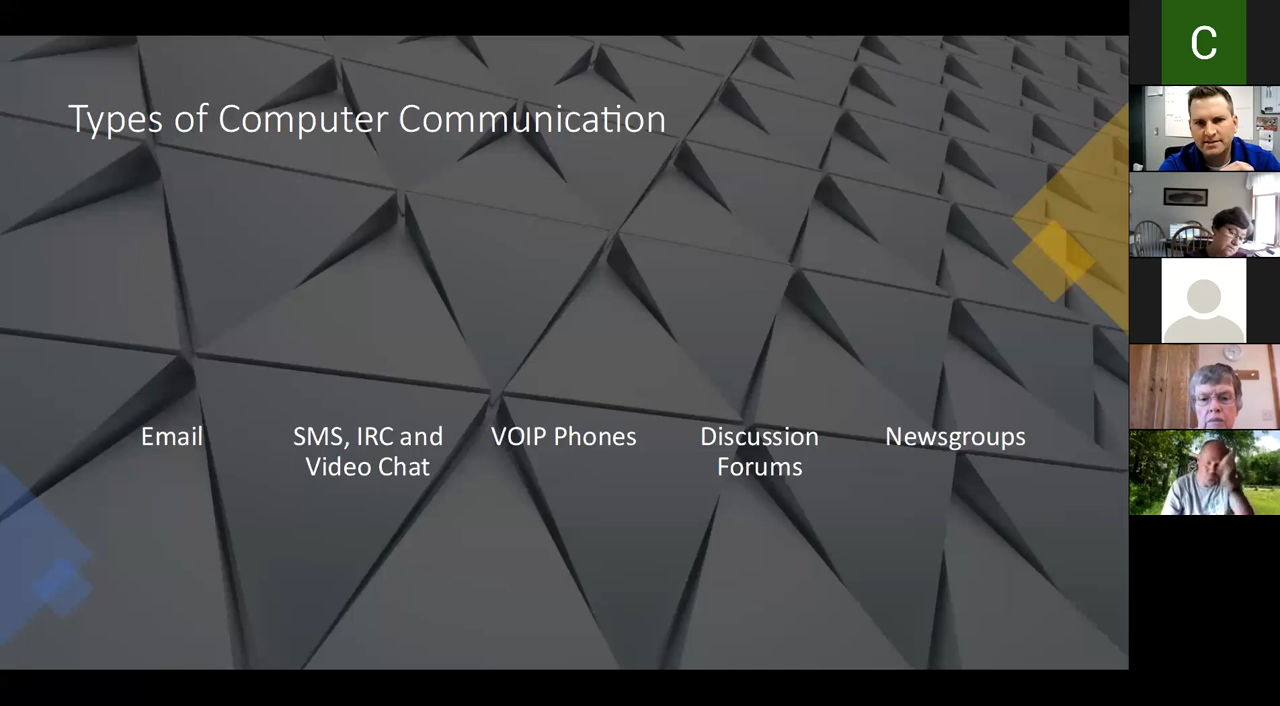 C
Types of Computer Communication
Email
SMS, IRC and
Video Chat
VOIP Phones
Discussion
Forums
Newsgroups